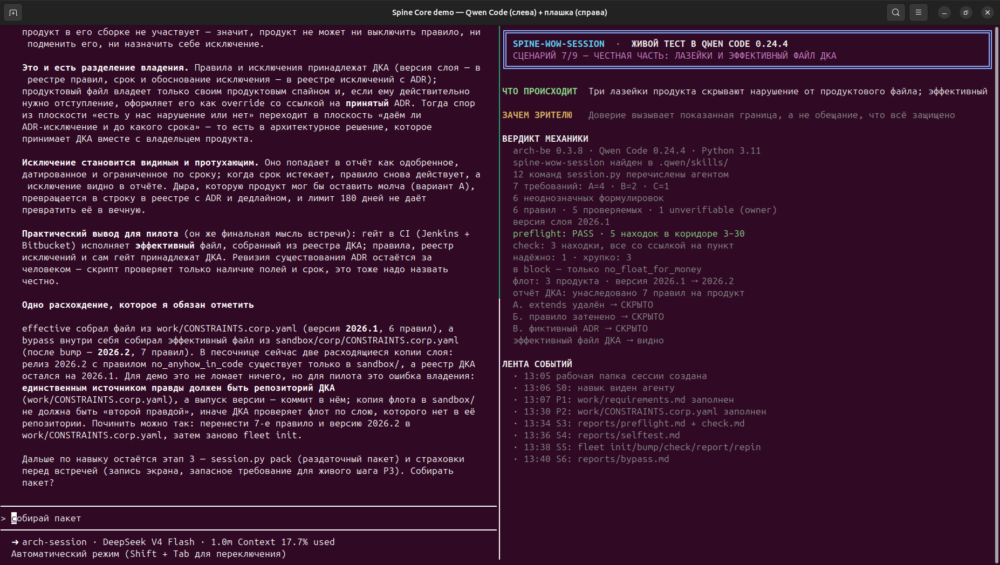 Spine Core demo — Qwen Code (слева) + плашка (справа)
продукт в его сборке не участвует — значит, продукт не может ни выключить правило, ни
подменить его, ни назначить себе исключение.
Это и есть разделение владения. Правила и исключения принадлежат ДКА (версия слоя — в
реестре правил, срок и обоснование исключения — в реестре исключений с ADR);
продуктовый файл владеет только своим продуктовым спайном и, если ему действительно
нужно отступление, оформляет его как override со ссылкой на принятый ADR. Тогда спор
из плоскости «есть у нас нарушение или нет» переходит в плоскость «даём ли
ADR-исключение и до какого срока» — то есть в архитектурное решение, которое
принимает ДКА вместе с владельцем продукта.
Исключение становится видимым и протухающим. Оно попадает в отчёт как одобренное,
датированное и ограниченное по сроку; когда срок истекает, правило снова действует, а
исключение видно в отчёте. Дыра, которую продукт мог бы оставить молча (вариант А),
превращается в строку в реестре с ADR и дедлайном, и лимит 180 дней не даёт
превратить её в вечную.
Практический вывод для пилота (он же финальная мысль встречи): гейт в CI (Jenkins +
Bitbucket) исполняет эффективный файл, собранный из реестра ДКА; правила, реестр
исключений и сам гейт принадлежат ДКА. Ревизия существования ADR остаётся за
человеком — скрипт проверяет только наличие полей и срок, это тоже надо назвать
честно.
Одно расхождение, которое я обязан отметить
effective собрал файл из work/CONSTRAINTS.corp.yaml (версия 2026.1, 6 правил), а
bypass внутри себя собирал эффективный файл из sandbox/corp/CONSTRAINTS.corp.yaml
(после bump — 2026.2, 7 правил). В песочнице сейчас две расходящиеся копии слоя:
релиз 2026.2 с правилом no_anyhow_in_code существует только в sandbox/, а реестр ДКА
остался на 2026.1. Для демо это не ломает ничего, но для пилота это ошибка владения:
единственным источником правды должен быть репозиторий ДКА
(work/CONSTRAINTS.corp.yaml), а выпуск версии — коммит в нём; копия флота в sandbox/
не должна быть «второй правдой», иначе ДКА проверяет флот по слою, которого нет в её
репозитории. Починить можно так: перенести 7-е правило и версию 2026.2 в
work/CONSTRAINTS.corp.yaml, затем заново fleet init.
Дальше по навыку остаётся этап 3 — session.py pack (раздаточный пакет) и страховки
перед встречей (запись экрана, запасное требование для живого шага P3). Собирать
пакет?
> собирай пакет
➜ arch-session · DeepSeek V4 Flash · 1.0m Context 17.7% used
Автоматический режим (Shift + Tab для переключения)
SPINE-WOW-SESSION · ЖИВОЙ ТЕСТ В QWEN CODE 0.24.4
СЦЕНАРИЙ 7/9 — ЧЕСТНАЯ ЧАСТЬ: ЛАЗЕЙКИ И ЭФФЕКТИВНЫЙ ФАЙЛ ДКА
ЧТО ПРОИСХОДИТ Три лазейки продукта скрывают нарушение от продуктового файла; эффективный
ЗАЧЕМ ЗРИТЕЛЮ Доверие вызывает показанная граница, а не обещание, что всё защищено
ВЕРДИКТ МЕХАНИКИ
arch-be 0.3.8 · Qwen Code 0.24.4 · Python 3.11
spine-wow-session найден в .qwen/skills/
12 команд session.py перечислены агентом
7 требований: A=4 · B=2 · C=1
6 неоднозначных формулировок
6 правил · 5 проверяемых · 1 unverifiable (owner)
версия слоя 2026.1
preflight: PASS · 5 находок в коридоре 3–30
check: 3 находки, все со ссылкой на пункт
надёжно: 1 · хрупко: 3
в block — только no_float_for_money
флот: 3 продукта · версия 2026.1 → 2026.2
отчёт ДКА: унаследовано 7 правил на продукт
А. extends удалён → СКРЫТО
Б. правило затенено → СКРЫТО
В. фиктивный ADR → СКРЫТО
эффективный файл ДКА → видно
ЛЕНТА СОБЫТИЙ
· 13:05 рабочая папка сессии создана
· 13:06 S0: навык виден агенту
· 13:07 P1: work/requirements.md заполнен
· 13:30 P2: work/CONSTRAINTS.corp.yaml заполнен
· 13:34 S3: reports/preflight.md + check.md
· 13:36 S4: reports/selftest.md
· 13:38 S5: fleet init/bump/check/report/repin
· 13:40 S6: reports/bypass.md